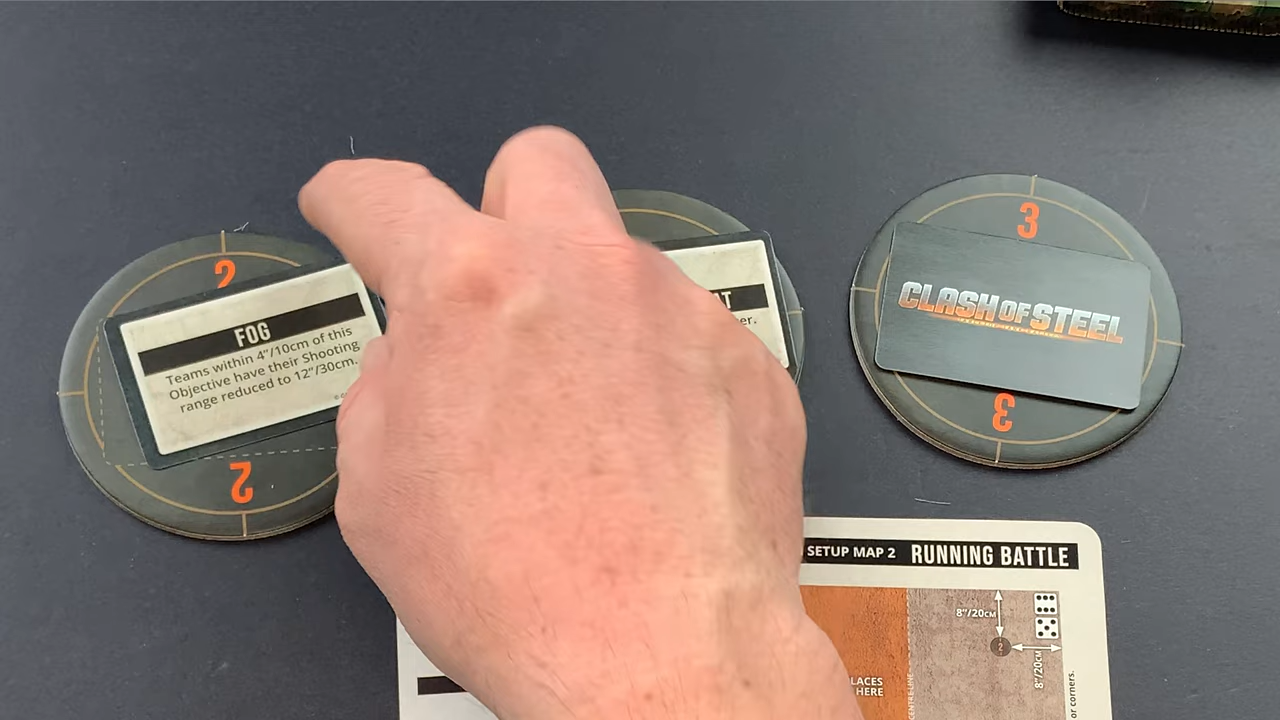 2
FOG
Teams within 4"/10cm of this
Objective have their Shooting
range reduced to 12"/30cm.
2
3
CLASH OF STEEL
3
SETUP MAP 2 RUNNING BATTLE
8"/20CM
2
8"/20CM
HERE
or corners.